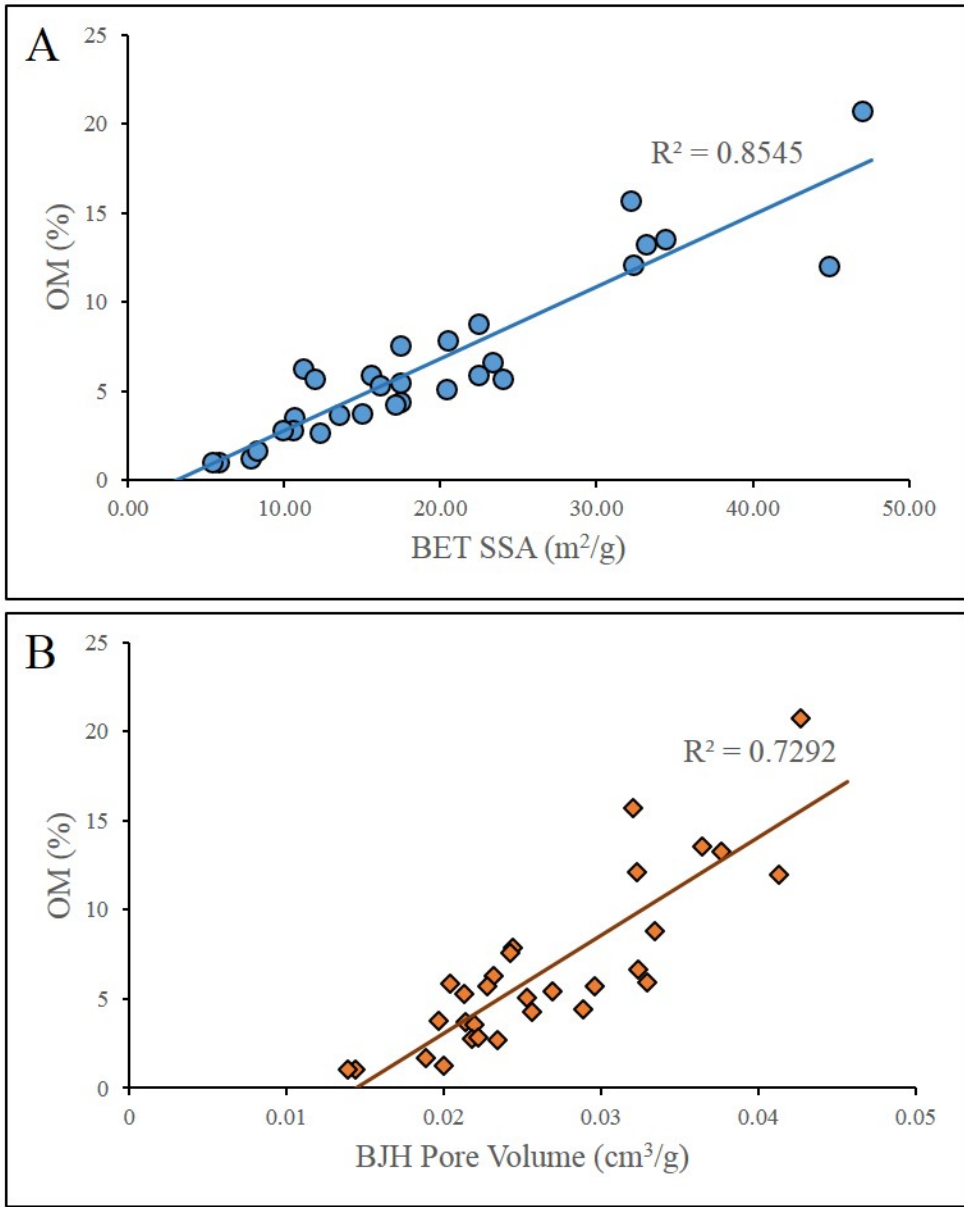 A
25
20
15
10
5
0
OM (%)
R² = 0.8545
0.00 10.00 20.00 30.00 40.00 50.00
BET SSA (m²/g)
B
25
20
15
10
5
0
OM (%)
R² = 0.7292
0 0.01 0.02 0.03 0.04 0.05
BJH Pore Volume (cm³/g)